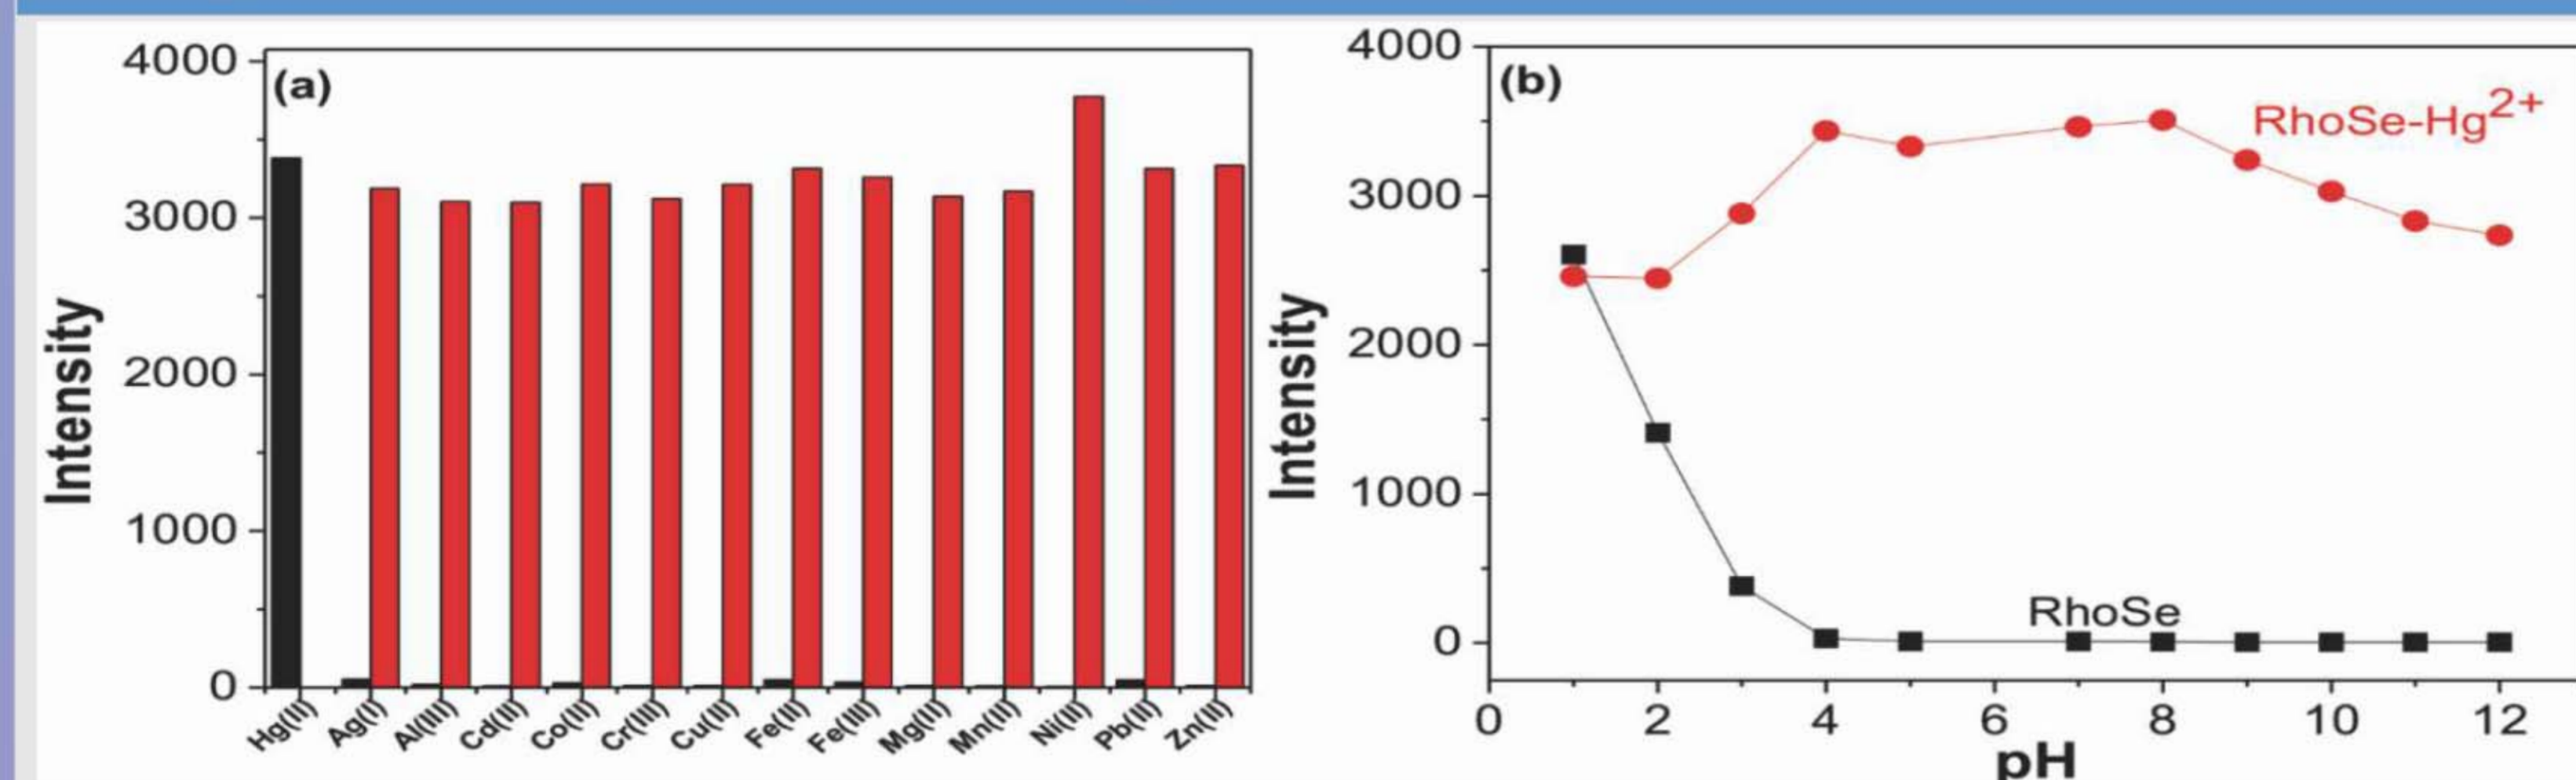 (a)
Intensity
4000
3000
2000
1000
0
Hg(II)
Ag(I)
Al(III)
Cd(II)
Co(II)
Cr(III)
Cu(II)
Fe(II)
Fe(III)
Mg(II)
Mn(II)
Ni(II)
Pb(II)
Zn(II)
(b)
Intensity
4000
3000
2000
1000
0
RhoSe-Hg2+
RhoSe
0 2 4 6 8 10 12
pH